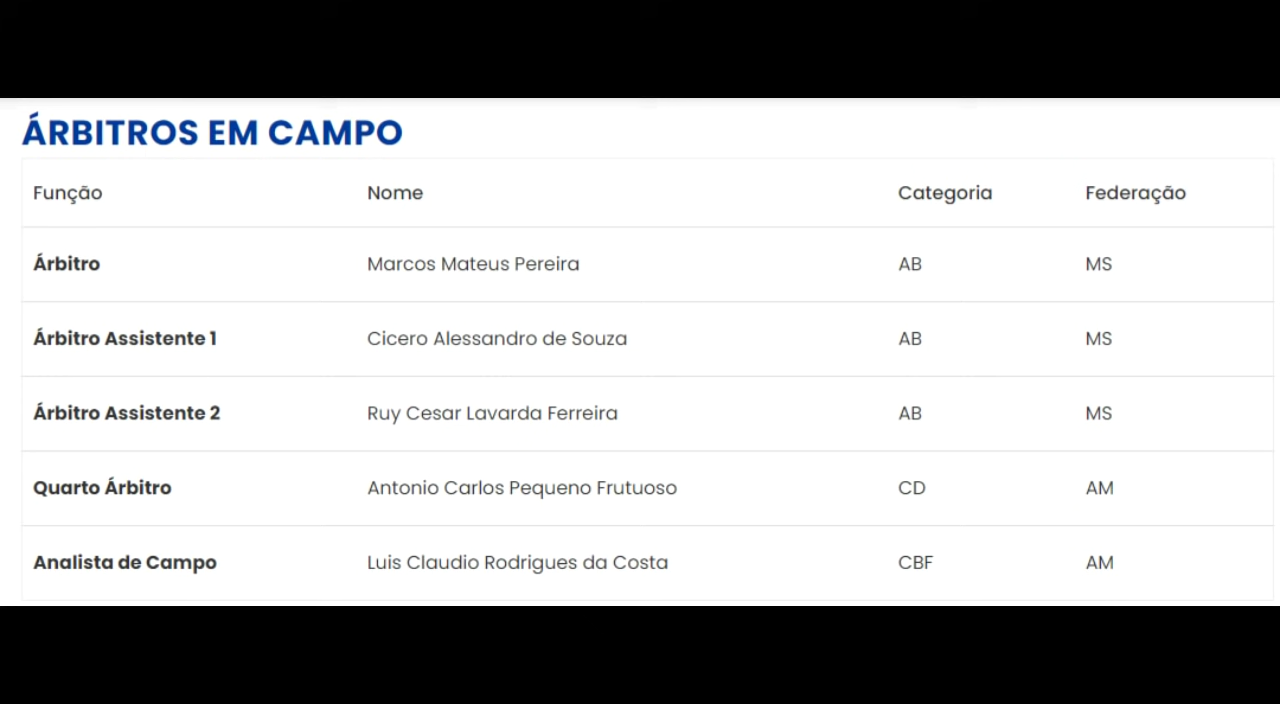 ÁRBITROS EM CAMPO
Função Nome Categoria Federação
Árbitro Marcos Mateus Pereira AB MS
Árbitro Assistente 1 Cicero Alessandro de Souza AB MS
Árbitro Assistente 2 Ruy Cesar Lavarda Ferreira AB MS
Quarto Árbitro Antonio Carlos Pequeno Frutuoso CD AM
Analista de Campo Luis Claudio Rodrigues da Costa CBF AM